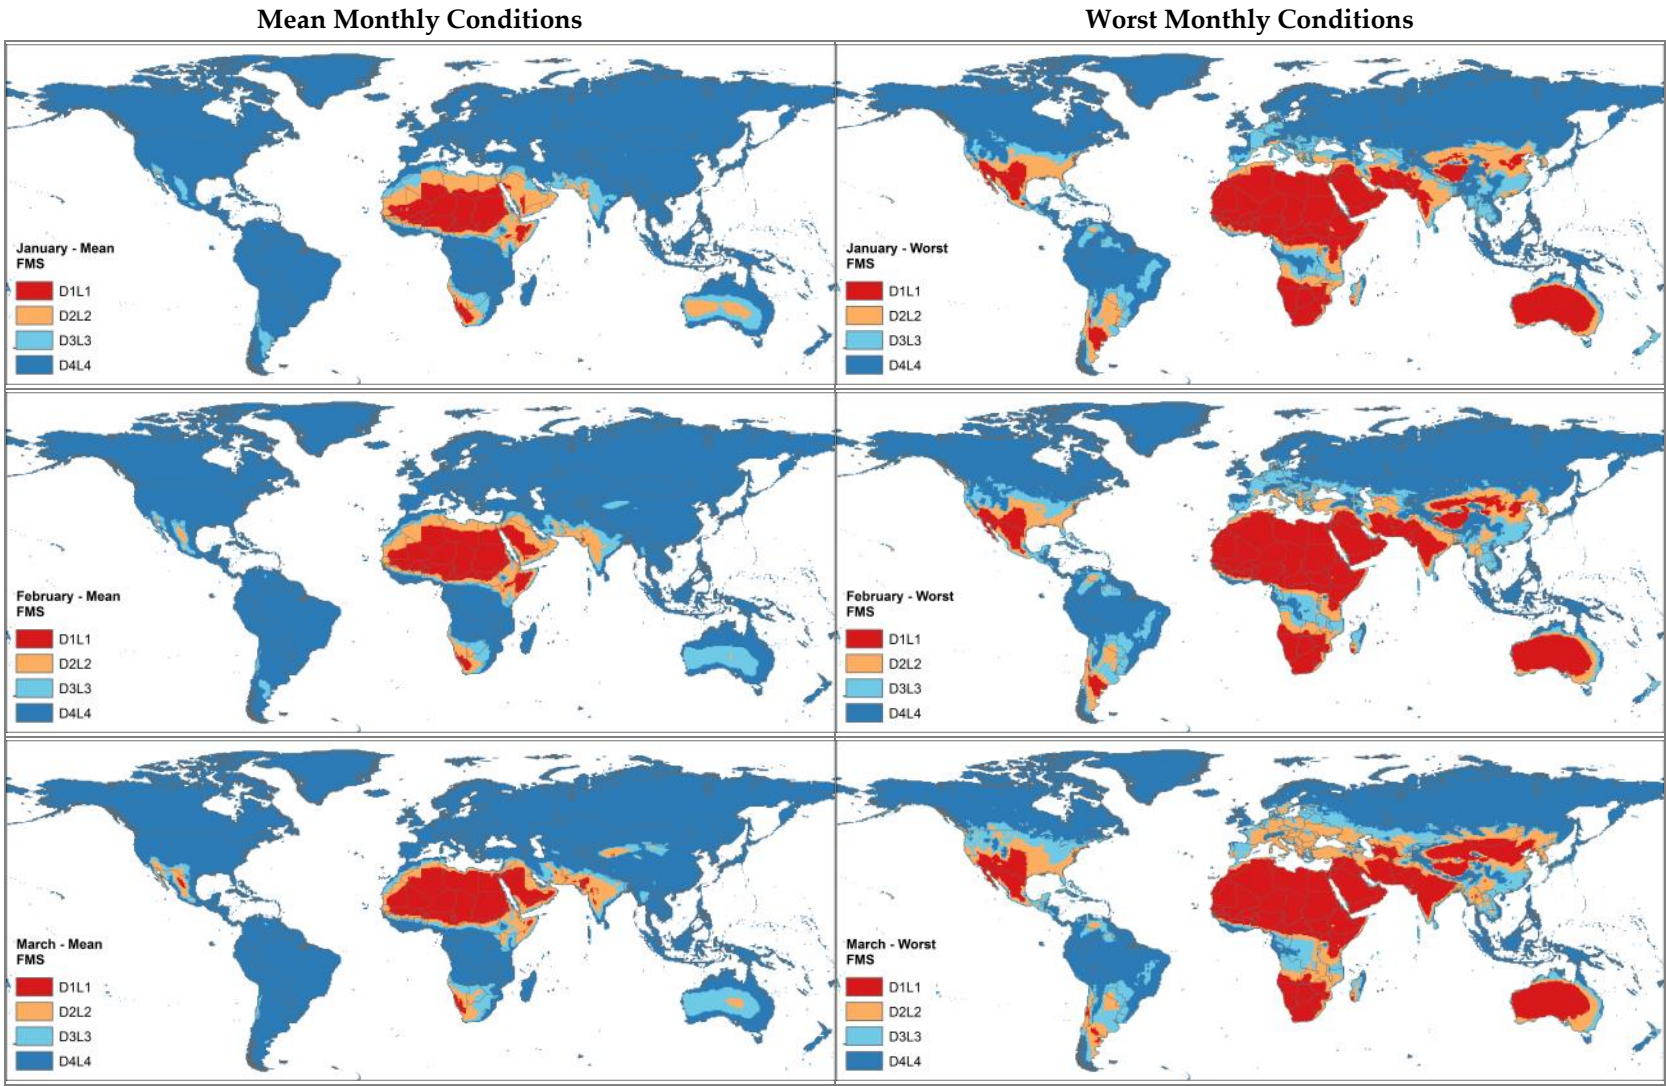 Mean Monthly Conditions
Worst Monthly Conditions
January - Mean
FMS
D1L1
D2L2
D3L3
D4L4
January - Worst
FMS
D1L1
D2L2
D3L3
D4L4
February - Mean
FMS
D1L1
D2L2
D3L3
D4L4
February - Worst
FMS
D1L1
D2L2
D3L3
D4L4
March - Mean
FMS
D1L1
D2L2
D3L3
D4L4
March - Worst
FMS
D1L1
D2L2
D3L3
D4L4